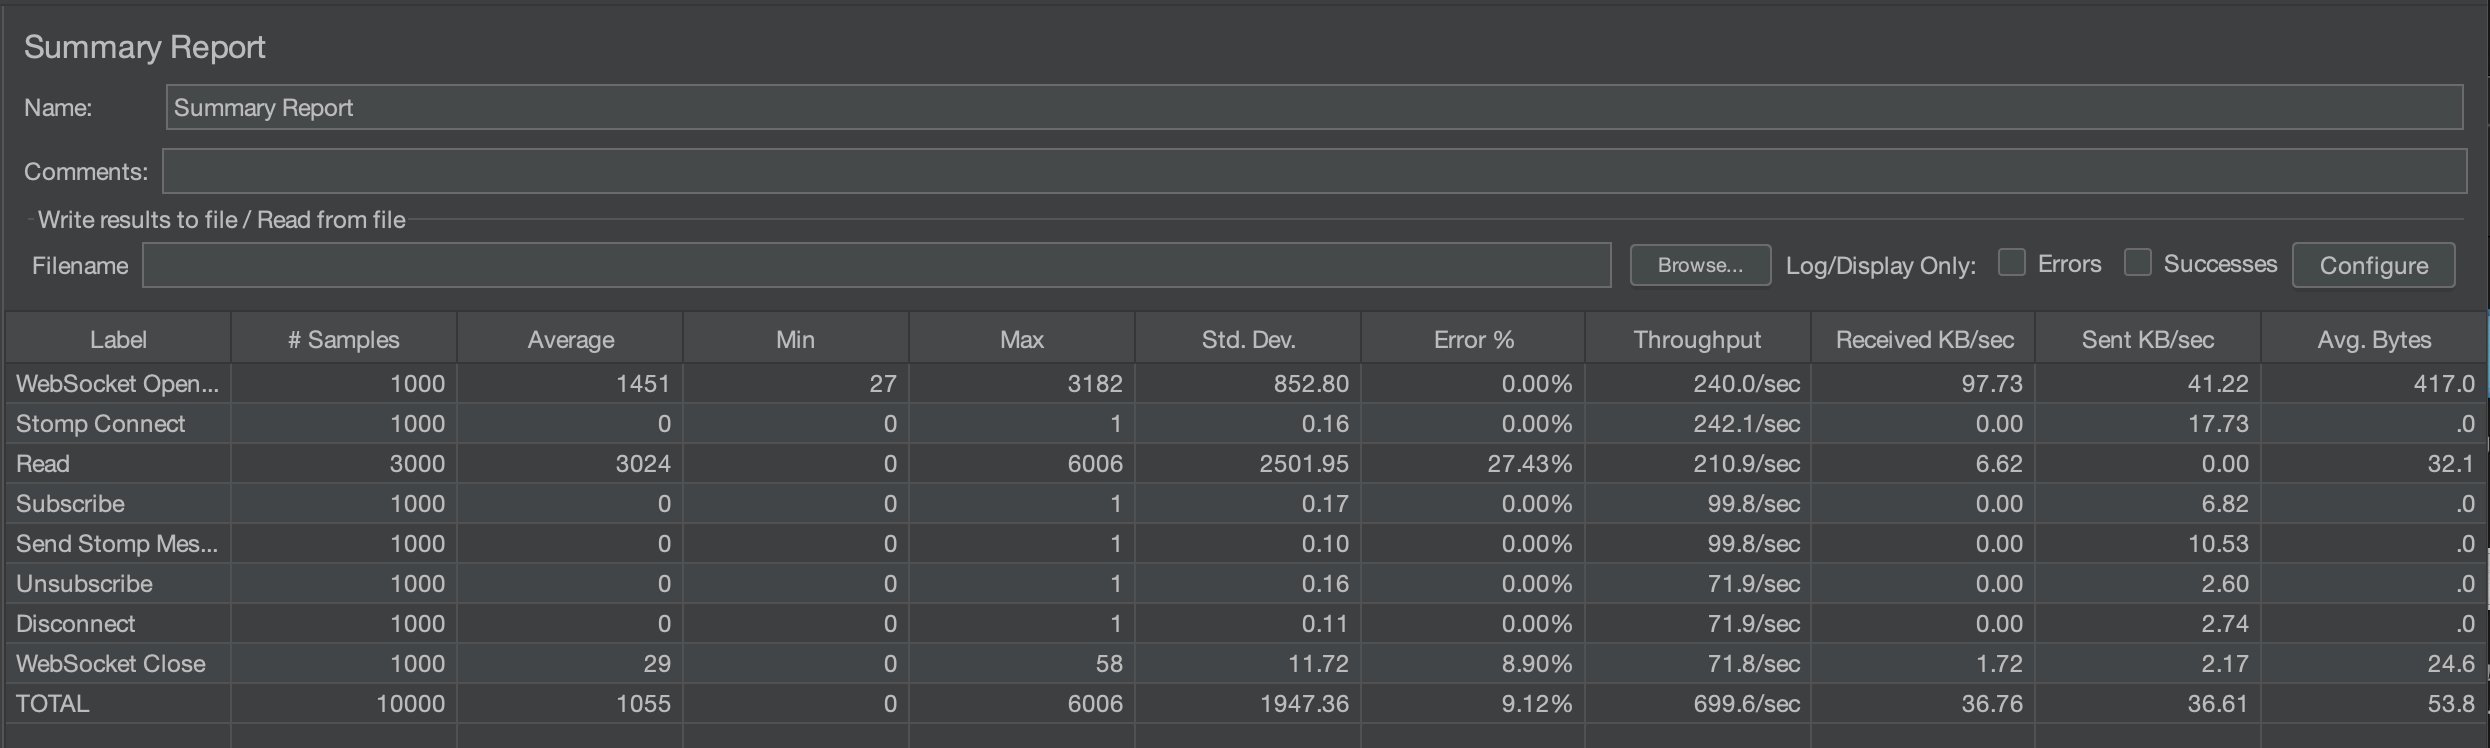 Summary Report
Name: Summary Report
Comments:
Write results to file / Read from file
Filename Browse... Log/Display Only: Errors Successes Configure
Label # Samples Average Min Max Std. Dev. Error % Throughput Received KB/sec Sent KB/sec Avg. Bytes
WebSocket Open... 1000 1451 27 3182 852.80 0.00% 240.0/sec 97.73 41.22 417.0
Stomp Connect 1000 0 0 1 0.16 0.00% 242.1/sec 0.00 17.73 .0
Read 3000 3024 0 6006 2501.95 27.43% 210.9/sec 6.62 0.00 32.1
Subscribe 1000 0 0 1 0.17 0.00% 99.8/sec 0.00 6.82 .0
Send Stomp Mes... 1000 0 0 1 0.10 0.00% 99.8/sec 0.00 10.53 .0
Unsubscribe 1000 0 0 1 0.16 0.00% 71.9/sec 0.00 2.60 .0
Disconnect 1000 0 0 1 0.11 0.00% 71.9/sec 0.00 2.74 .0
WebSocket Close 1000 29 0 58 11.72 8.90% 71.8/sec 1.72 2.17 24.6
TOTAL 10000 1055 0 6006 1947.36 9.12% 699.6/sec 36.76 36.61 53.8